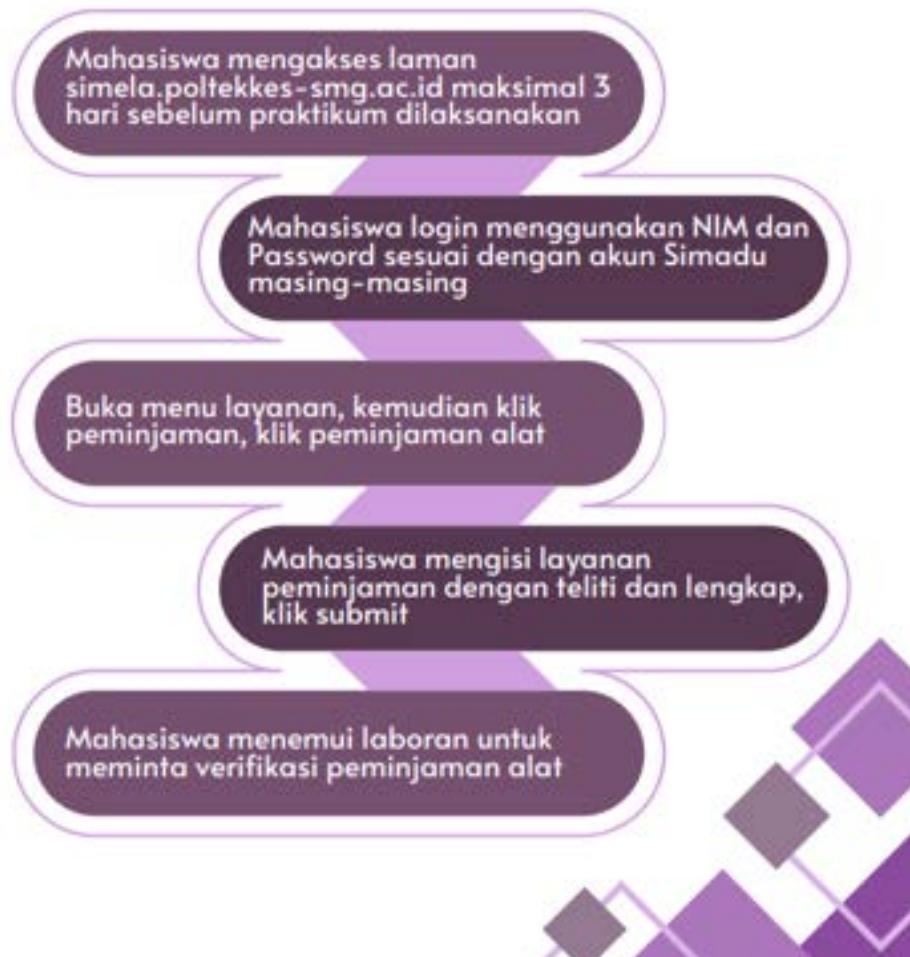 Mahasiswa mengakses laman
simela.poltekkes-smg.ac.id maksimal 3
hari sebelum praktikum dilaksanakan
Mahasiswa login menggunakan NIM dan
Password sesuai dengan akun Simadu
masing-masing
Buka menu layanan, kemudian klik
peminjaman, klik peminjaman alat
Mahasiswa mengisi layanan
peminjaman dengan teliti dan lengkap,
klik submit
Mahasiswa menemui laboran untuk
meminta verifikasi peminjaman alat